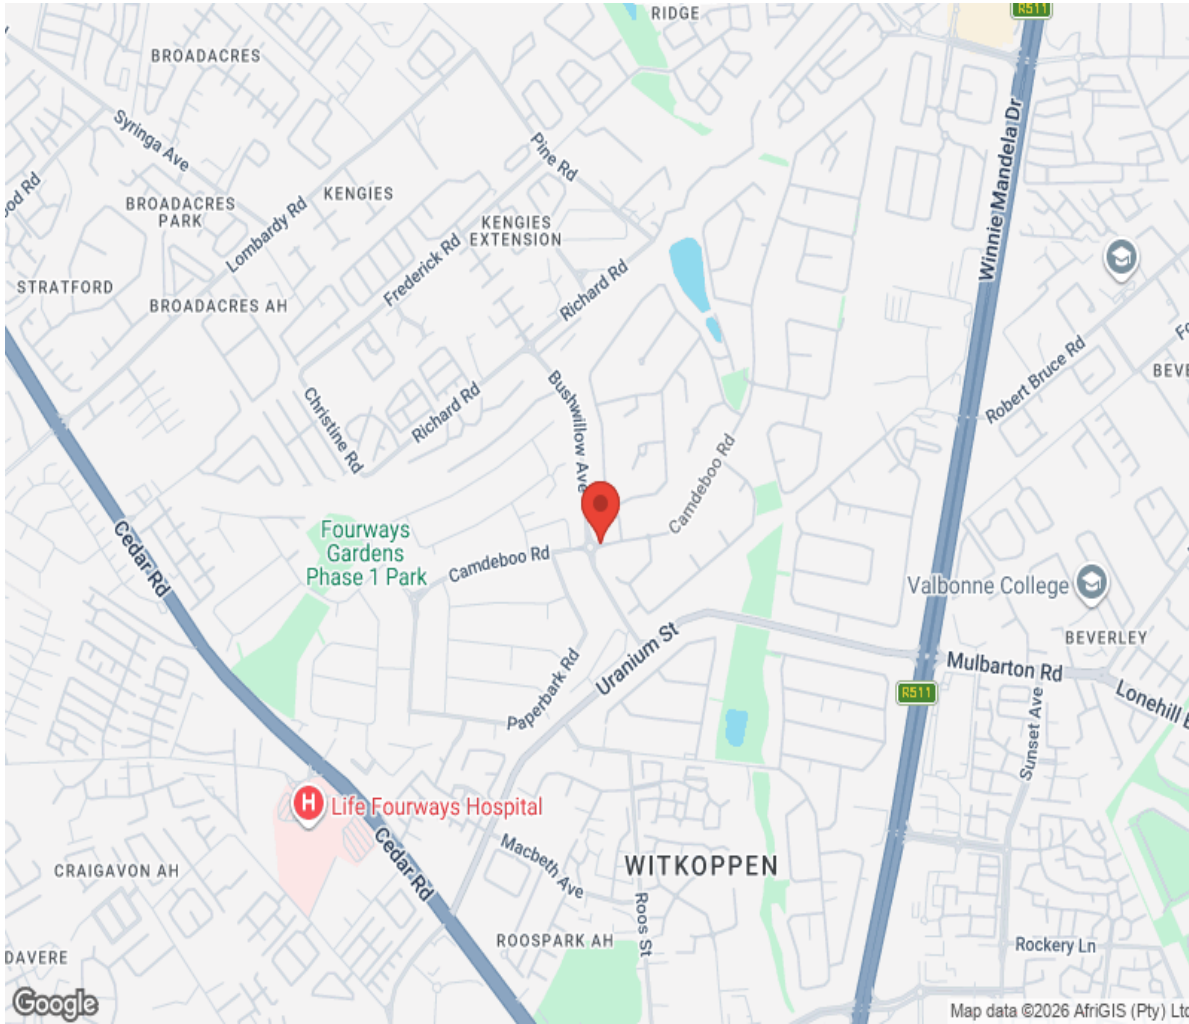 RIDGE
R511
BROADACRES
Syringa Ave
Pine Rd
Winnie Mandela Dr
ood Rd
BROADACRES
PARK
KENGIES
Lombardy Rd
KENGIES
EXTENSION
Frederick Rd
Richard Rd
STRATFORD
BROADACRES AH
Robert Bruce Rd
Fo
BEVE
Bushwillow Ave
Christine Rd
Richard Rd
Camdeboo Rd
Cedar Rd
Fourways
Gardens
Phase 1 Park
Camdeboo Rd
Valbonne College
BEVERLEY
Uranium St
Mulbarton Rd
R511
Lonehill B
Paperbark Rd
Sunset Ave
H
Life Fourways Hospital
Cedar Rd
Macbeth Ave
WITKOPPEN
CRAIGAVON AH
Roos St
ROOSPARK AH
Rockery Ln
DAVERE
Google
Map data ©2026 AfriGIS (Pty) Ltd